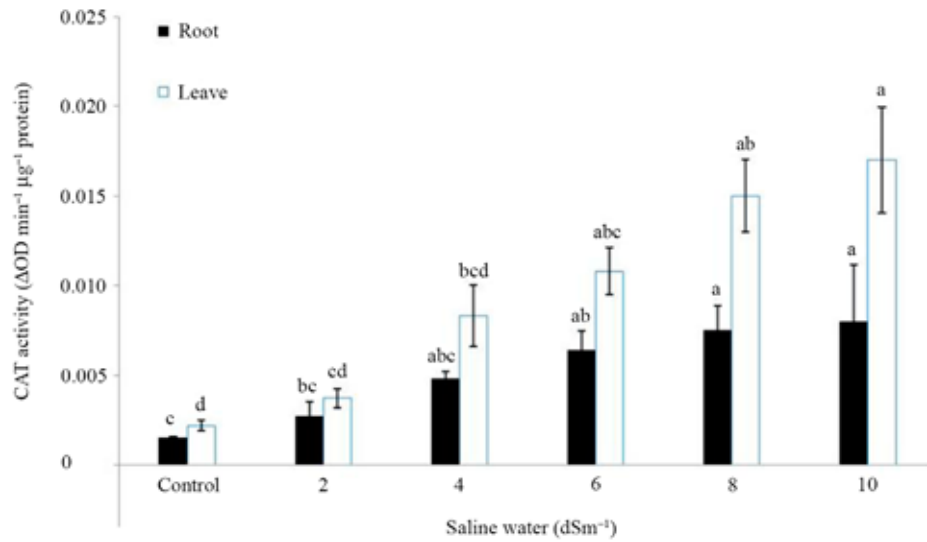 0.025
Root
Leave
0.020
0.015
0.010
0.005
0
CAT activity (ΔOD min⁻¹ µg⁻¹ protein)
c
d
bc
cd
abc
bcd
ab
abc
a
ab
a
a
Control
2
4
6
8
10
Saline water (dSm⁻¹)